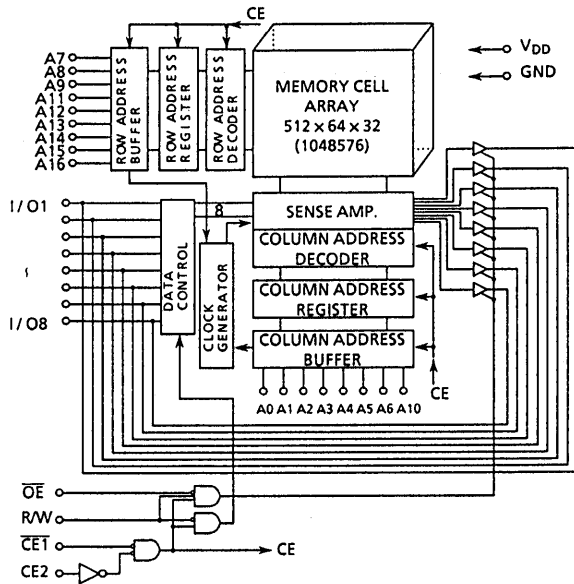 CE
A7
A8
A9
A11
A12
A13
A14
A15
A16
ROW ADDRESS BUFFER
ROW ADDRESS REGISTER
ROW ADDRESS DECODER
MEMORY CELL
ARRAY
512 x 64 x 32
(1048576)
VDD
GND
I/O1
I/O8
DATA CONTROL
8
CLOCK GENERATOR
SENSE AMP.
COLUMN ADDRESS
DECODER
COLUMN ADDRESS
REGISTER
COLUMN ADDRESS
BUFFER
CE
A0 A1 A2 A3 A4 A5 A6 A10
OE
R/W
CE1
CE2
CE